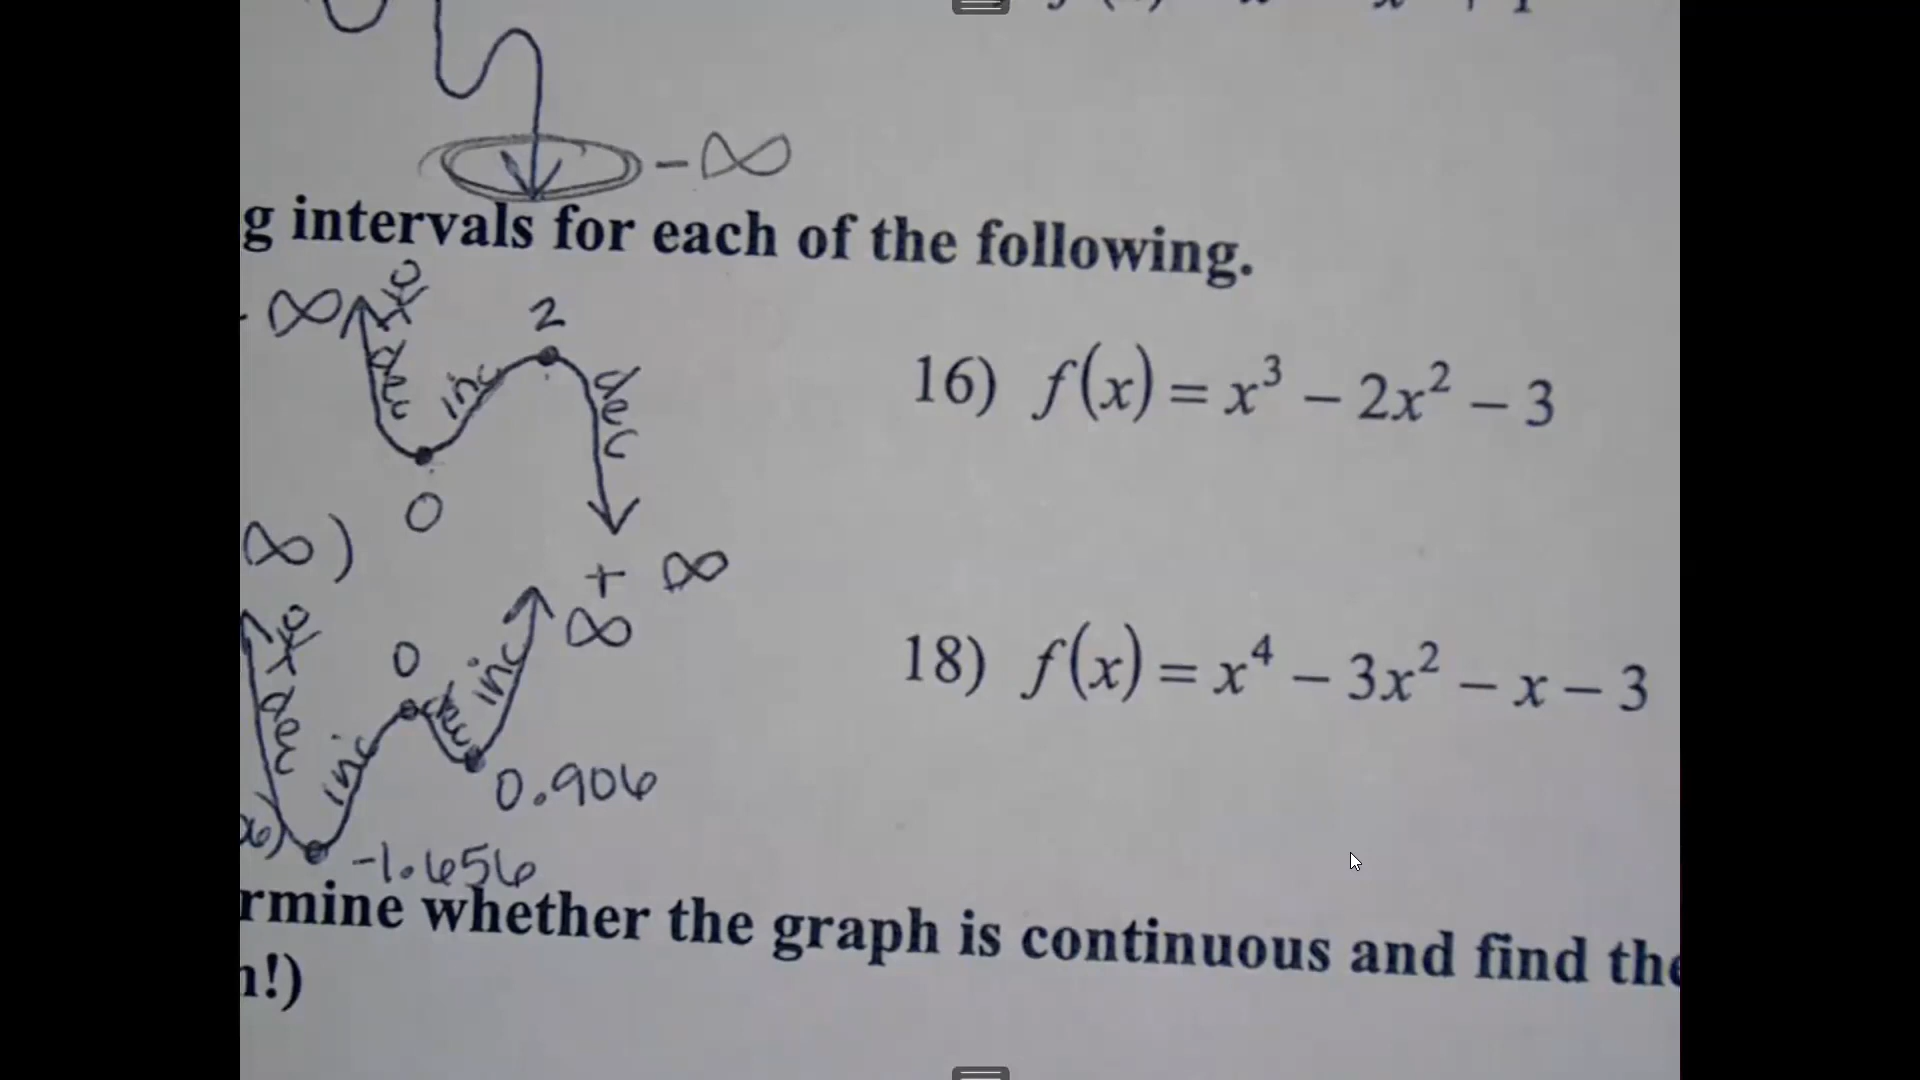 -∞
g intervals for each of the following.
- ∞
+∞
dec
inc
2
dec
0
+ ∞
16) f(x) = x³ − 2x² − 3
∞)
+∞
dec
inc
0
dec
inc
∞
0.906
-1.656
18) f(x) = x⁴ − 3x² − x − 3
rmine whether the graph is continuous and find the
n!)